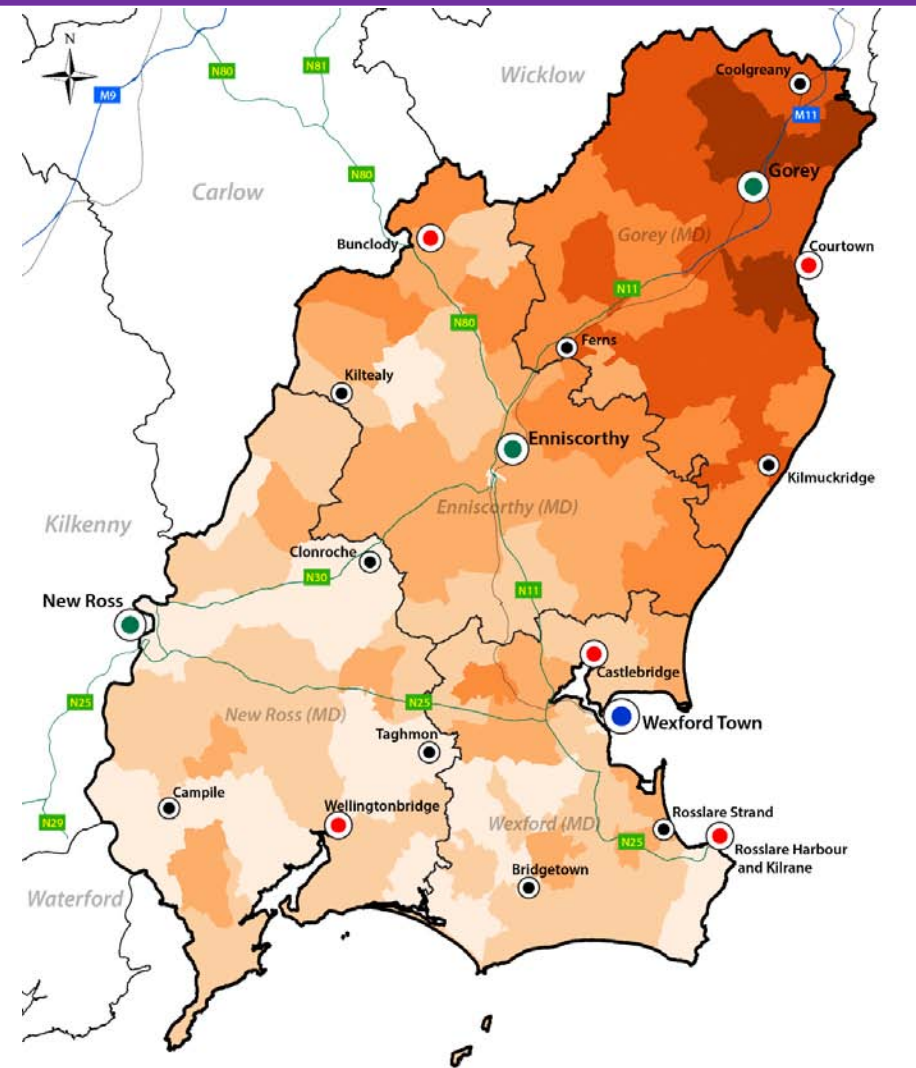 N
N80
N81
Wicklow
Coolgreany
M9
M11
N80
Gorey
Carlow
Bunclody
Gorey (MD)
Courtown
N11
N80
Ferns
Kiltealy
Enniscorthy
Kilmuckridge
Enniscorthy (MD)
Kilkenny
Clonroche
N30
N11
New Ross
Castlebridge
N25
N25
New Ross (MD)
Wexford Town
Taghmon
Campile
Wellingtonbridge
Rosslare Strand
N29
Wexford (MD)
N25
Rosslare Harbour
and Kilrane
Bridgetown
Waterford